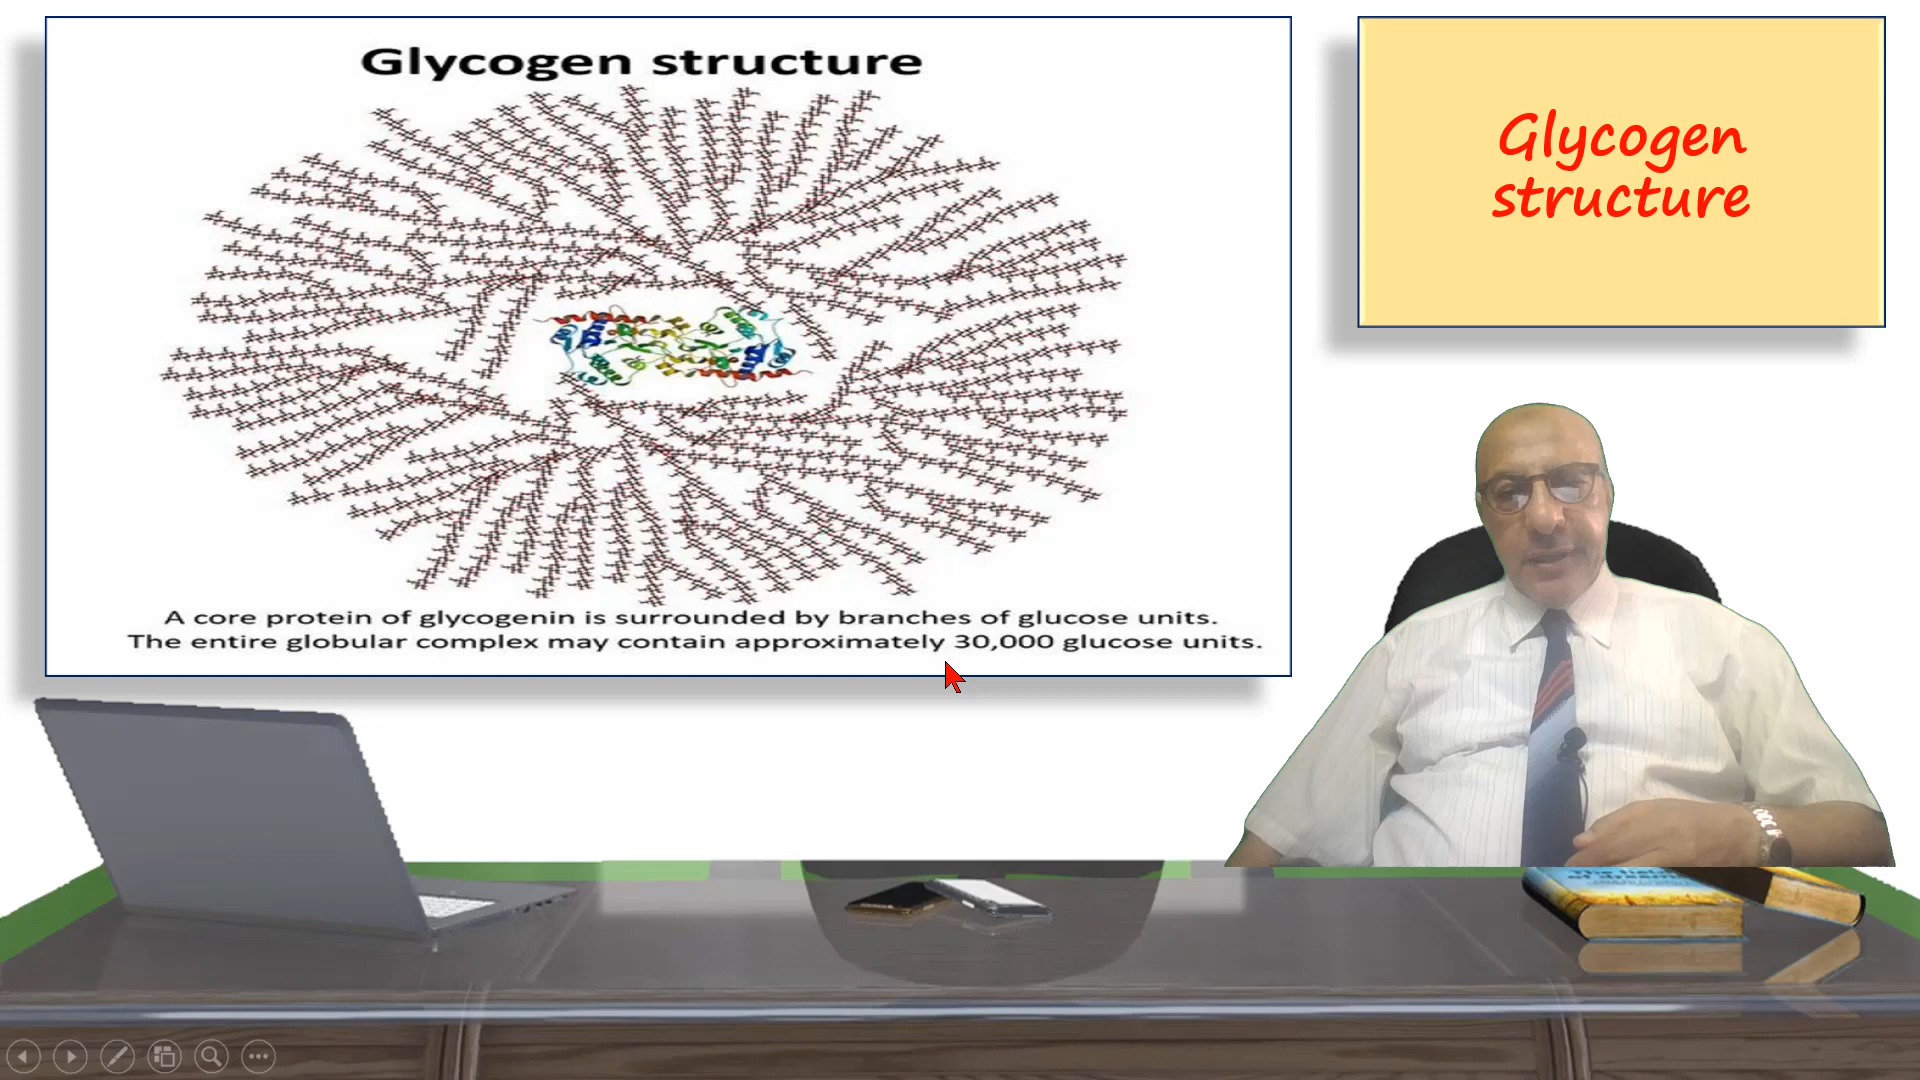 Glycogen structure
A core protein of glycogenin is surrounded by branches of glucose units.
The entire globular complex may contain approximately 30,000 glucose units.
Glycogen
structure